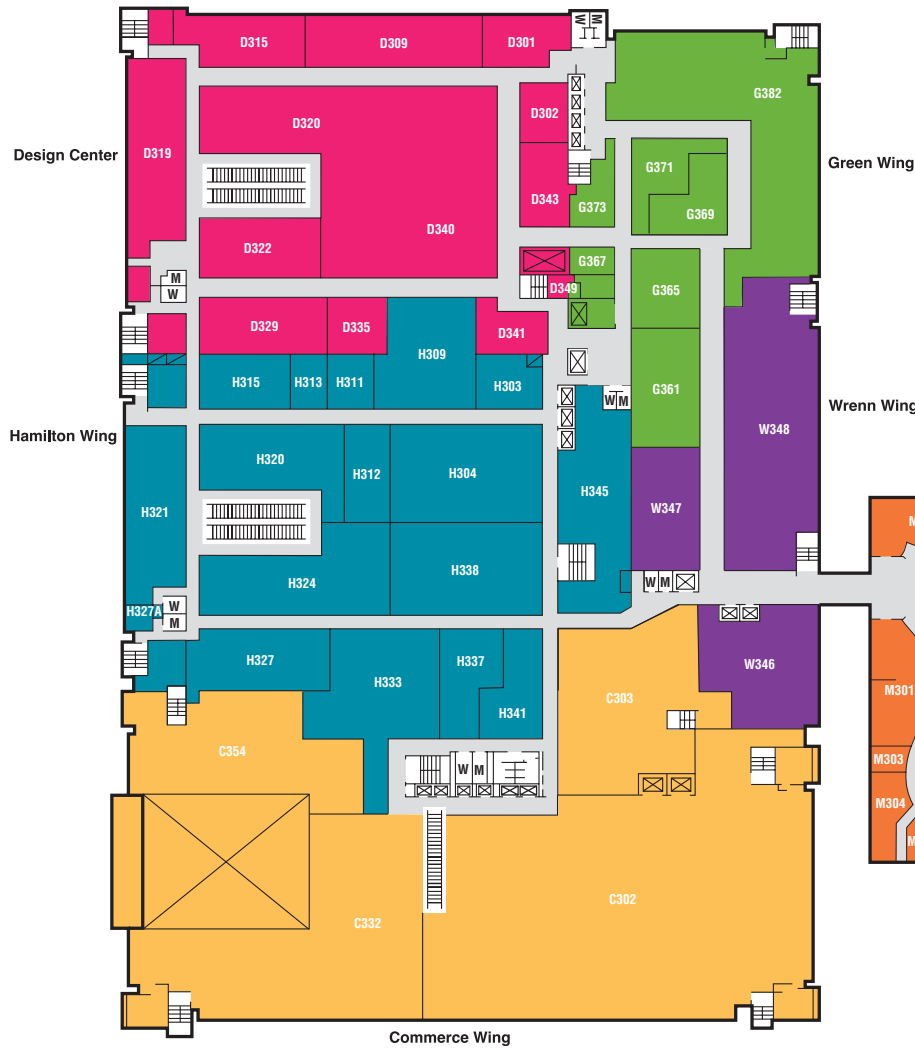 W M
D315 D309 D301
G382
D320 D302
Design Center D319 G371 Green Wing
D343 G373 G369
D322 D340
G367
M
W
D349 G365
D329 D335 D341
H309
H315 H313 H311 H303 G361
W M
Hamilton Wing W348 Wrenn Wing
H320 H312 H304
H321 H345 W347
H324 H338
W M
H327A W
M
H327 H337 W346
H333 C303 M301
H341
C354 W M M303
M304
C302
C332
Commerce Wing